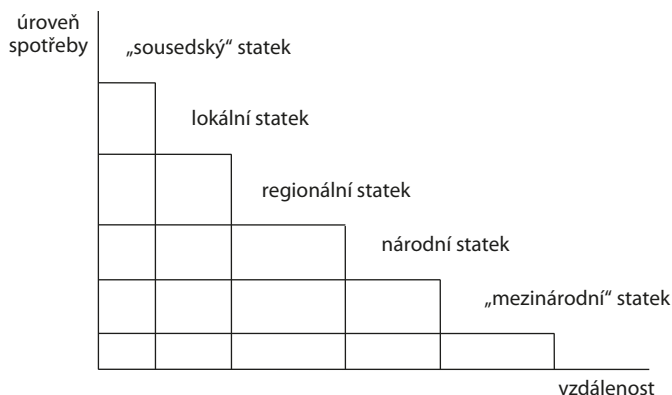 úroveň
spotřeby
„sousedský“ statek
lokální statek
regionální statek
národní statek
„mezinárodní“ statek
vzdálenost